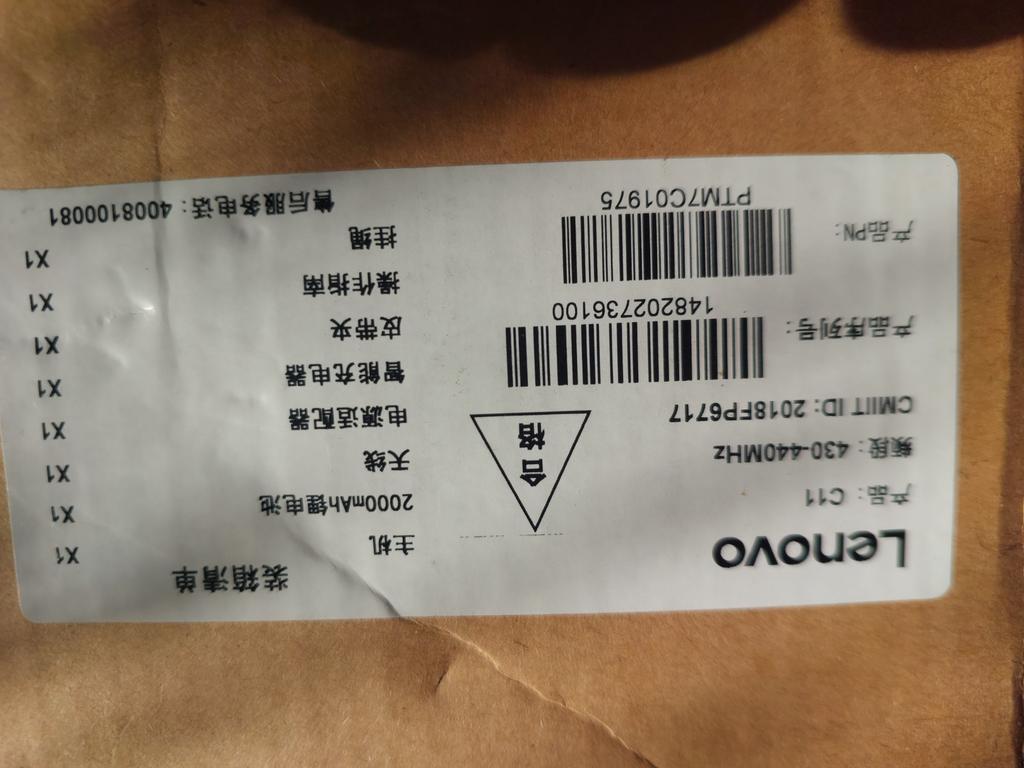 Lenovo
产品：C11
频段：430-440MHz
CMIIT ID：2018FP6717
产品序列号：
148202736100
产品PN：
PTM7C01975
合格
装箱清单
主机 X1
2000mAh锂电池 X1
天线 X1
电源适配器 X1
智能充电器 X1
皮带夹 X1
操作指南 X1
挂绳 X1
售后服务电话：4008100081